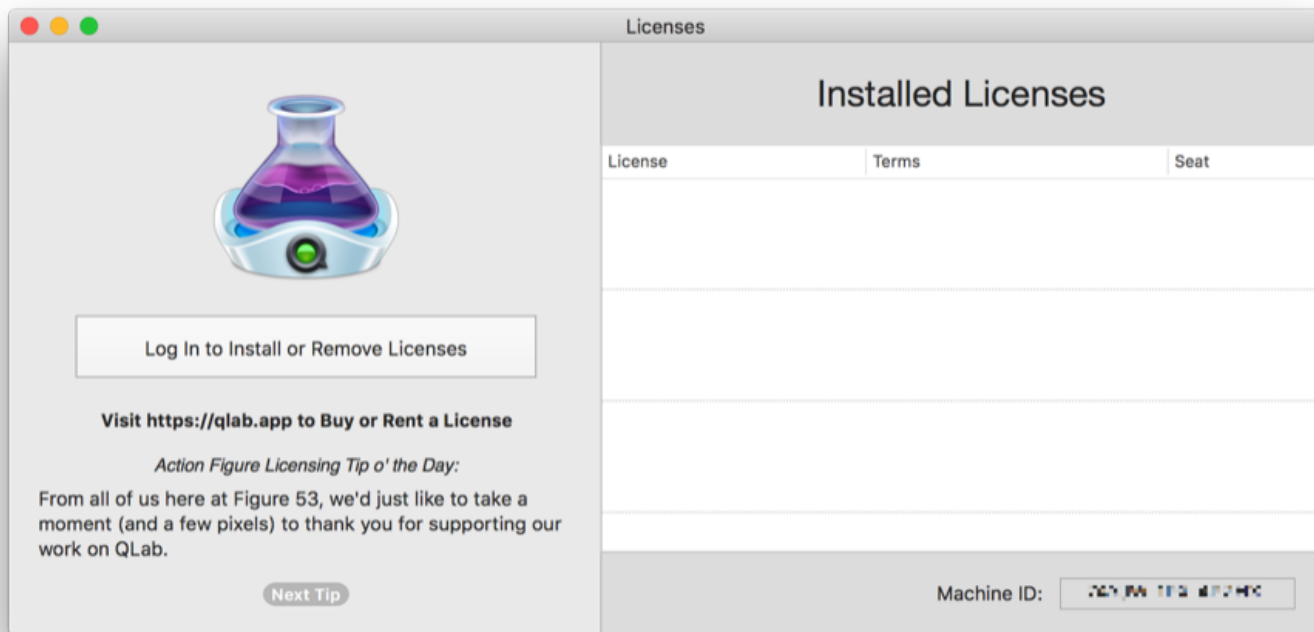 Licenses
Log In to Install or Remove Licenses
Visit https://qlab.app to Buy or Rent a License
Action Figure Licensing Tip o' the Day:
From all of us here at Figure 53, we'd just like to take a
moment (and a few pixels) to thank you for supporting our
work on QLab.
Next Tip
Installed Licenses
License Terms Seat
Machine ID: